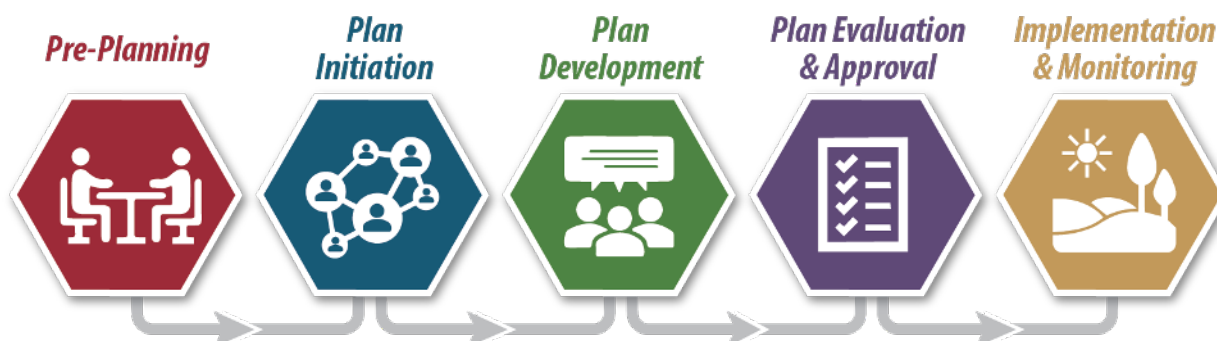 Pre-Planning
Plan
Initiation
Plan
Development
Plan Evaluation
& Approval
Implementation
& Monitoring